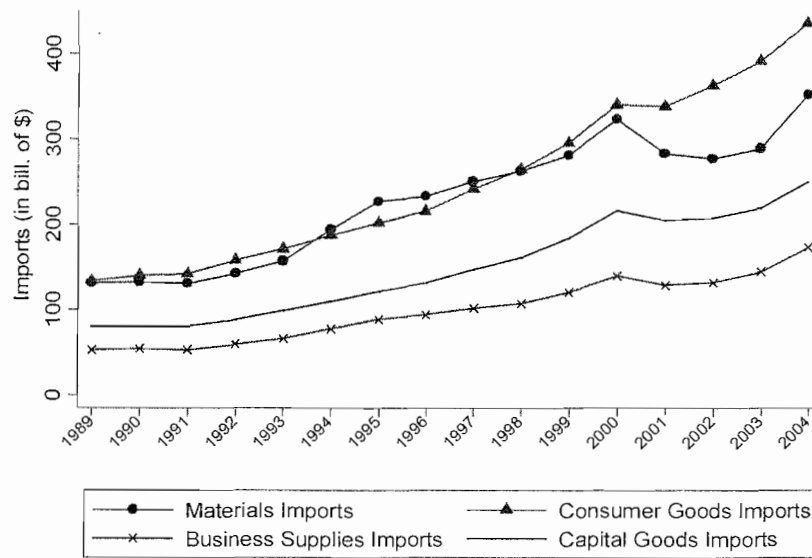 Imports (in bill. of $)
400
300
200
100
0
1989 1990 1991 1992 1993 1994 1995 1996 1997 1998 1999 2000 2001 2002 2003 2004
Materials Imports Consumer Goods Imports
Business Supplies Imports Capital Goods Imports